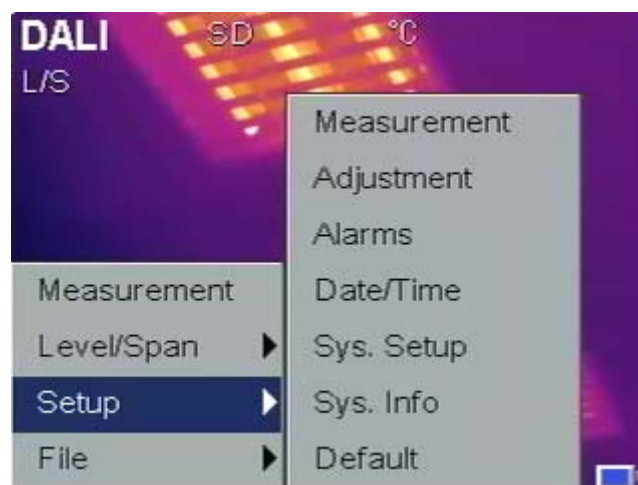 DALI SD °C
L/S
Measurement
Level/Span
Setup
File
Measurement
Adjustment
Alarms
Date/Time
Sys. Setup
Sys. Info
Default